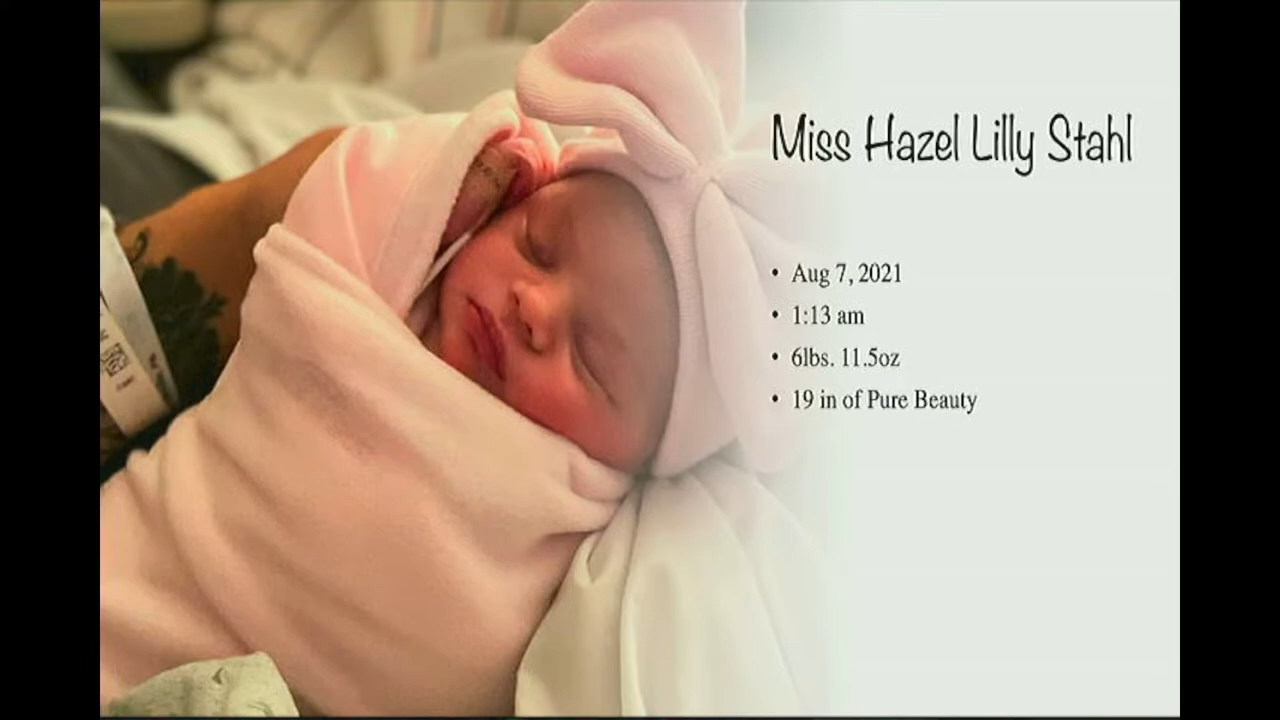 Miss Hazel Lilly Stahl
• Aug 7, 2021
• 1:13 am
• 6lbs. 11.5oz
• 19 in of Pure Beauty